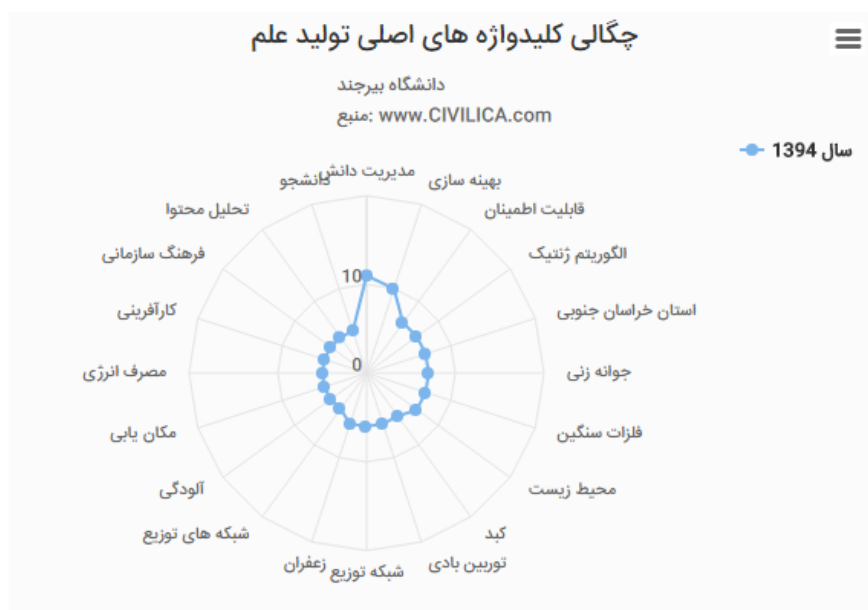 چگالی کلیدواژه های اصلی تولید علم
دانشگاه بیرجند
منبع: www.CIVILICA.com
سال 1394
مدیریت دانش
بهینه سازی
قابلیت اطمینان
الگوریتم ژنتیک
استان خراسان جنوبی
جوانه زنی
فلزات سنگین
محیط زیست
کبد
توربین بادی
شبکه توزیع
زعفران
شبکه های توزیع
آلودگی
مکان یابی
مصرف انرژی
کارآفرینی
فرهنگ سازمانی
تحلیل محتوا
دانشجو
10
0